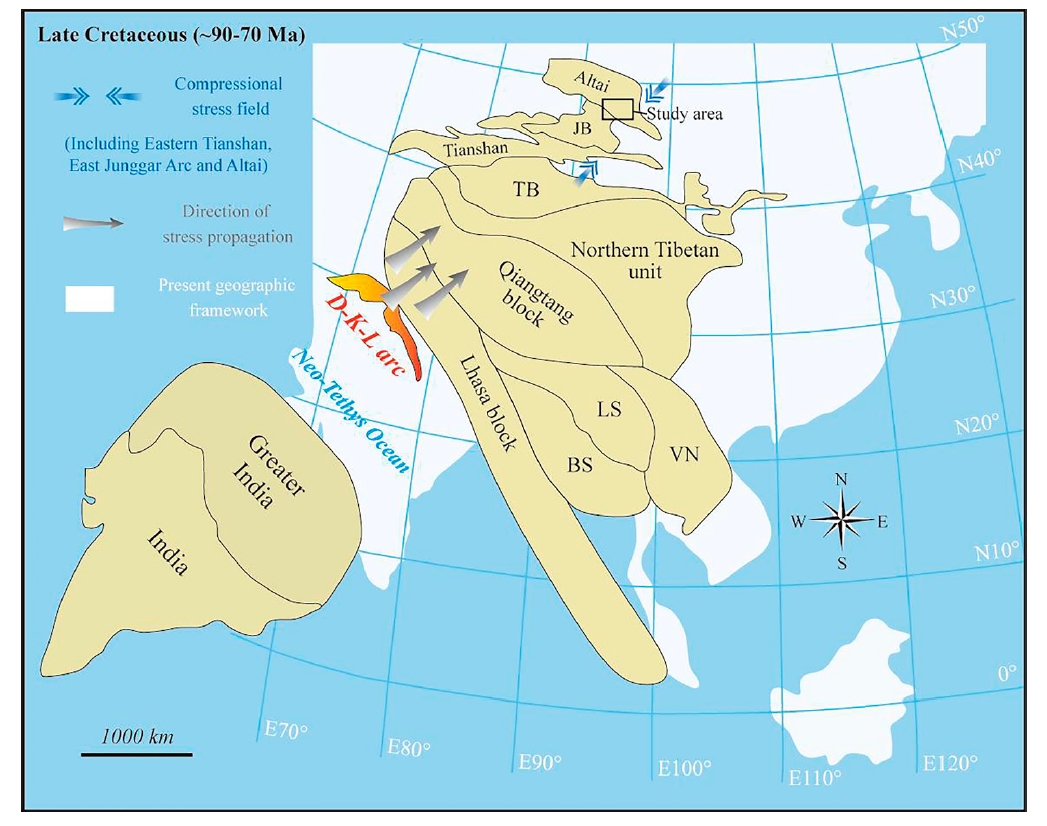 Late Cretaceous (~90-70 Ma)
Compressional
stress field
(Including Eastern Tianshan,
East Junggar Arc and Altai)
Direction of
stress propagation
Present geographic
framework
N50°
Altai
Study area
JB
Tianshan
N40°
TB
Northern Tibetan
unit
Qiangtang
block
N30°
D-K-L arc
Neo-Tethys Ocean
Lhasa block
LS
N20°
VN
BS
Greater
India
India
N
W
E
S
N10°
0°
E70°
E80°
E90°
E100°
E110°
E120°
1000 km